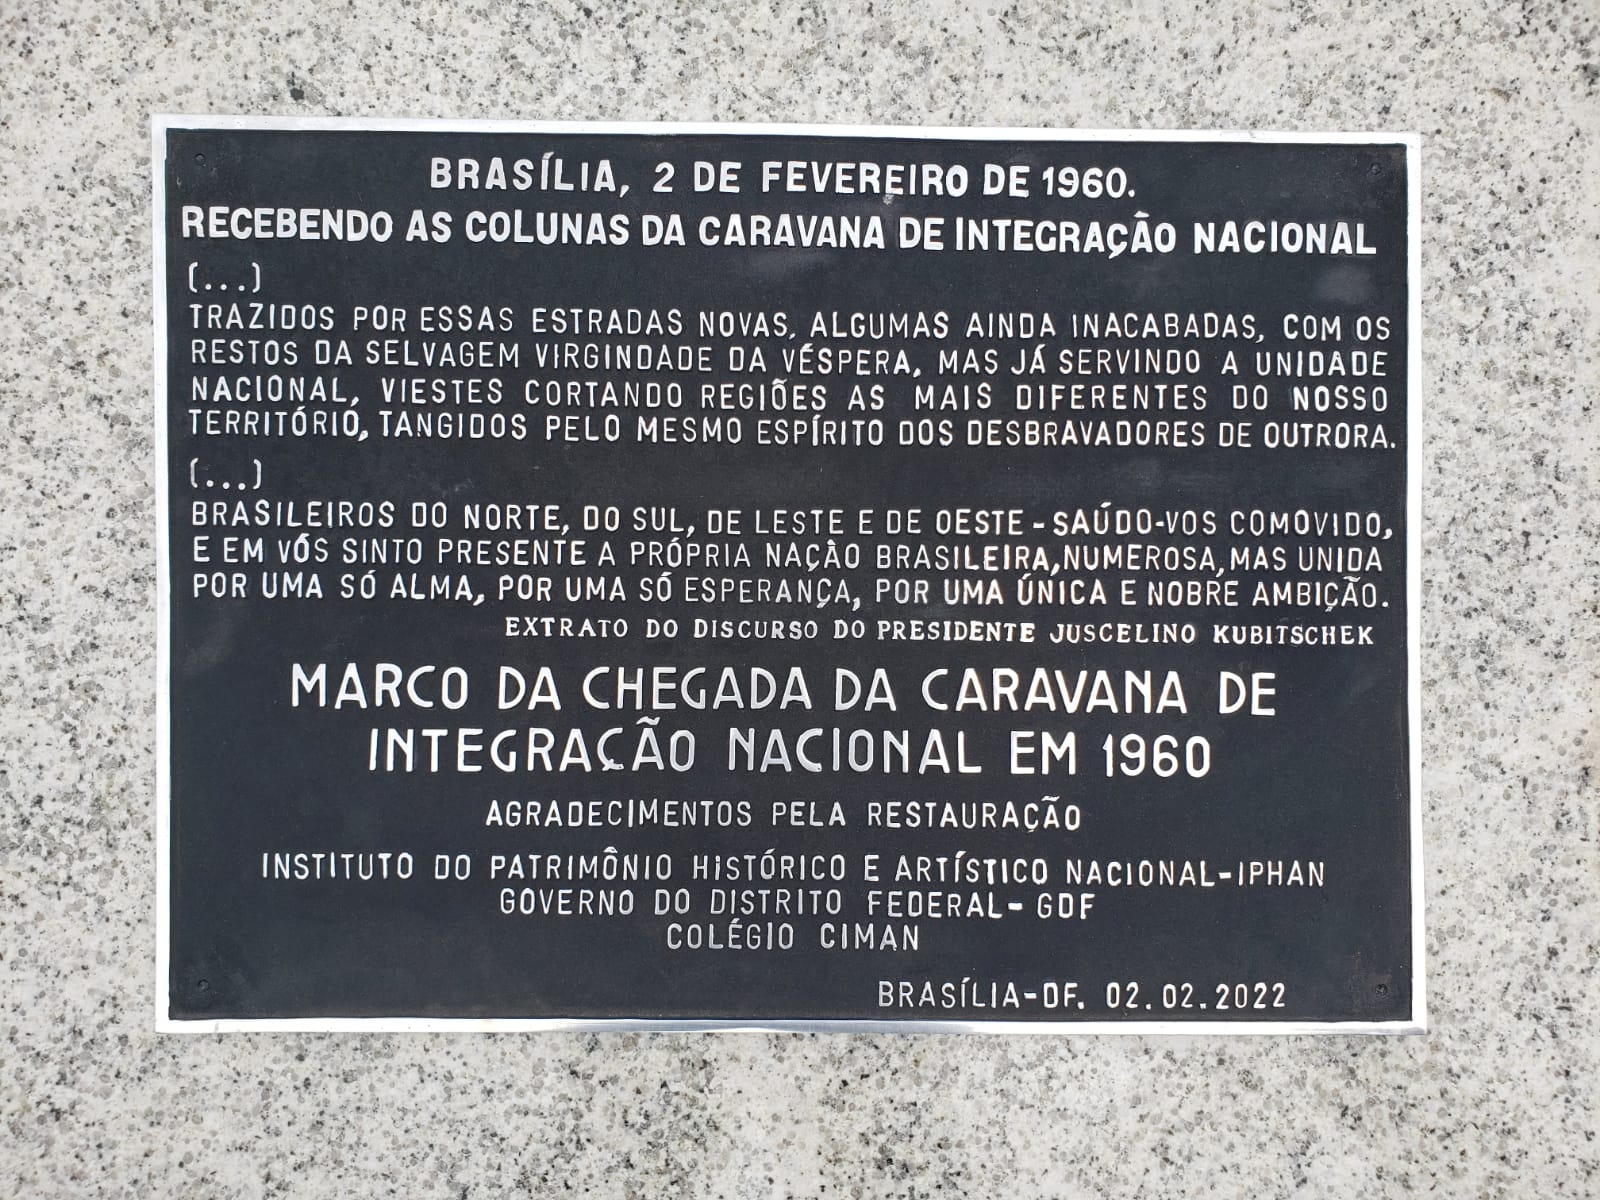 BRASÍLIA, 2 DE FEVEREIRO DE 1960.
RECEBENDO AS COLUNAS DA CARAVANA DE INTEGRAÇÃO NACIONAL
(...)
TRAZIDOS POR ESSAS ESTRADAS NOVAS, ALGUMAS AINDA INACABADAS, COM OS
RESTOS DA SELVAGEM VIRGINDADE DA VÉSPERA, MAS JÁ SERVINDO A UNIDADE
NACIONAL, VIESTES CORTANDO REGIÕES AS MAIS DIFERENTES DO NOSSO
TERRITÓRIO, TANGIDOS PELO MESMO ESPÍRITO DOS DESBRAVADORES DE OUTRORA.
(...)
BRASILEIROS DO NORTE, DO SUL, DE LESTE E DE OESTE - SAÚDO-VOS COMOVIDO,
E EM VÓS SINTO PRESENTE A PRÓPRIA NAÇÃO BRASILEIRA, NUMEROSA, MAS UNIDA
POR UMA SÓ ALMA, POR UMA SÓ ESPERANÇA, POR UMA ÚNICA E NOBRE AMBIÇÃO.
EXTRATO DO DISCURSO DO PRESIDENTE JUSCELINO KUBITSCHEK
MARCO DA CHEGADA DA CARAVANA DE
INTEGRAÇÃO NACIONAL EM 1960
AGRADECIMENTOS PELA RESTAURAÇÃO
INSTITUTO DO PATRIMÔNIO HISTÓRICO E ARTÍSTICO NACIONAL-IPHAN
GOVERNO DO DISTRITO FEDERAL- GDF
COLÉGIO CIMAN
BRASÍLIA-DF. 02.02.2022